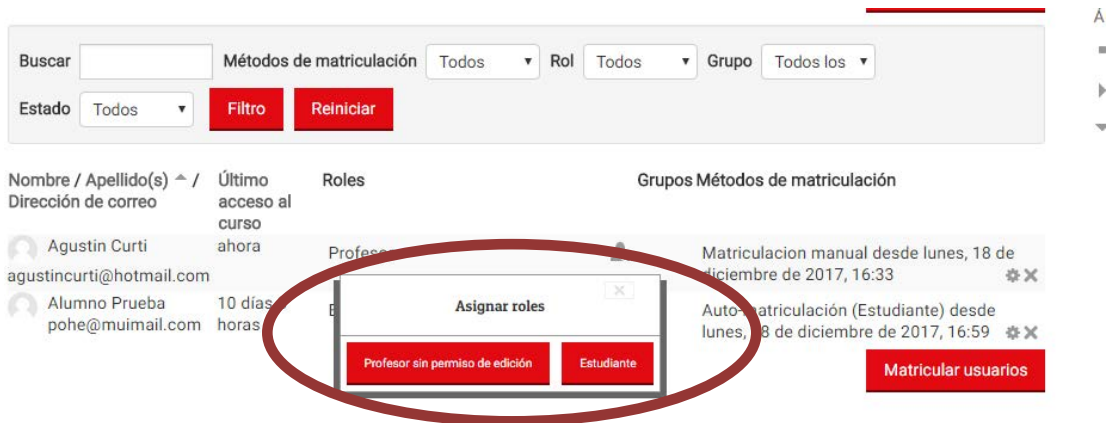 Á
Buscar Métodos de matriculación Todos Rol Todos Grupo Todos los
Estado Todos Filtro Reiniciar
Nombre / Apellido(s) / Último Roles Grupos Métodos de matriculación
Dirección de correo acceso al
curso
Agustin Curti ahora Matriculacion manual desde lunes, 18 de
agustincurti@hotmail.com diciembre de 2017, 16:33
Alumno Prueba 10 días Asignar roles Auto-matriculación (Estudiante) desde
pohe@muimail.com horas lunes, 18 de diciembre de 2017, 16:59
Profesor sin permiso de edición Estudiante
Matricular usuarios